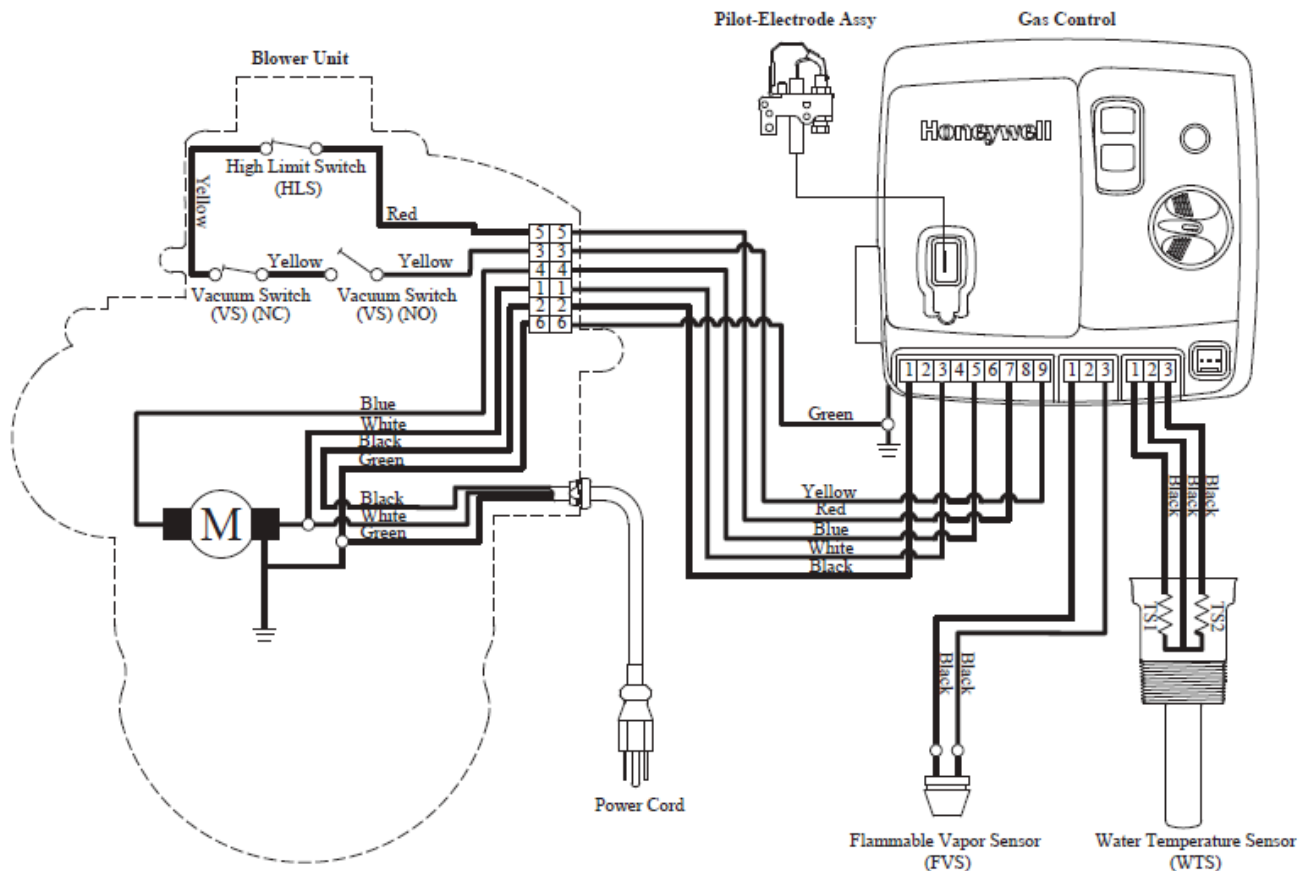 Pilot-Electrode Assy
Gas Control
Blower Unit
Honeywell
High Limit Switch
(HLS)
Yellow
Red
Yellow
Yellow
Vacuum Switch
(VS) (NC)
Vacuum Switch
(VS) (NO)
5 5
3 3
4 4
1 1
2 2
6 6
1 2 3 4 5 6 7 8 9
1 2 3
1 2 3
Blue
White
Black
Green
Green
Black
White
Green
M
Yellow
Red
Blue
White
Black
Black
Black
Black
TS1
TS2
Black
Black
Power Cord
Flammable Vapor Sensor
(FVS)
Water Temperature Sensor
(WTS)